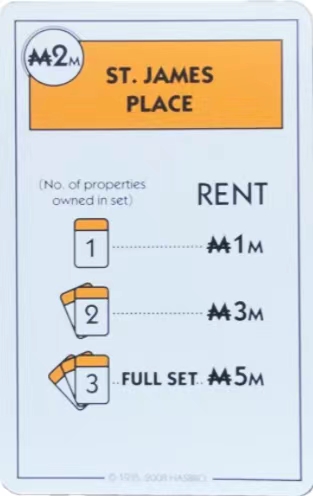 ₩2M
ST. JAMES
PLACE
(No. of properties
owned in set)
RENT
1 ₩1M
2 ₩3M
3 FULL SET ₩5M
© 1935, 2008 HASBRO